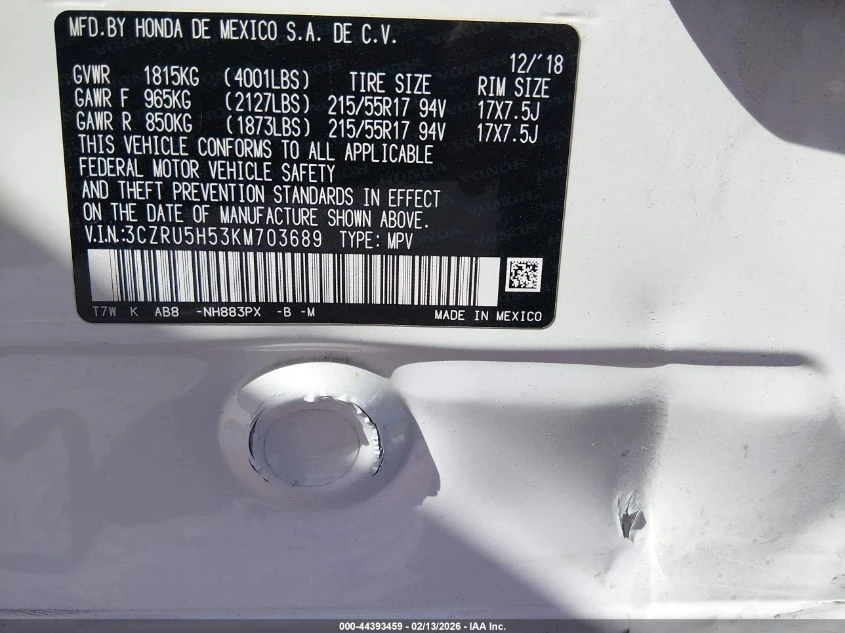 MFD.BY HONDA DE MEXICO S.A. DE C.V.
12/'18
GVWR 1815KG (4001LBS) TIRE SIZE RIM SIZE
GAWR F 965KG (2127LBS) 215/55R17 94V 17X7.5J
GAWR R 850KG (1873LBS) 215/55R17 94V 17X7.5J
THIS VEHICLE CONFORMS TO ALL APPLICABLE
FEDERAL MOTOR VEHICLE SAFETY
AND THEFT PREVENTION STANDARDS IN EFFECT
ON THE DATE OF MANUFACTURE SHOWN ABOVE.
V.I.N:3CZRU5H53KM703689 TYPE: MPV
T7W K AB8 -NH883PX -B -M MADE IN MEXICO
000-44393459 - 02/13/2026 - IAA Inc.